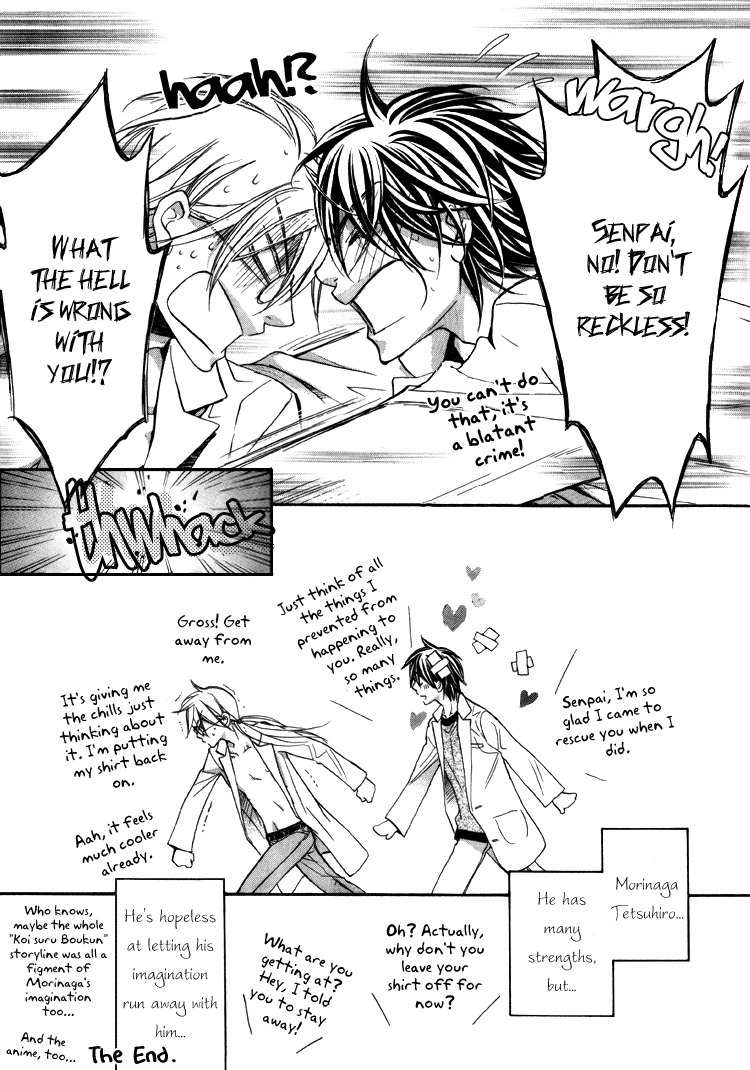 wargh!
SENPAI,
NO! DON'T
BE SO
RECKLESS!
haah!?
You can't do
that, it's
a blatant
crime!
WHAT
THE HELL
IS WRONG
WITH
YOU!?
thwhack
Just think of all
the things I
prevented from
happening to
you. Really,
so many
things.
Gross! Get
away from
me.
Senpai, I'm so
glad I came to
rescue you when I
did.
It's giving me
the chills just
thinking about
it. I'm putting
my shirt back
on.
Aah, it feels
much cooler
already.
Morinaga
Tetsuhiro...
He has
many
strengths,
but...
Oh? Actually,
why don't you
leave your
shirt off for
now?
What are you
getting at?
Hey, I told
you to stay
away!
He's hopeless
at letting his
imagination
run away with
him...
Who knows,
maybe the whole
"Koi suru Boukun"
storyline was all a
figment of
Morinaga's
imagination
too...
And the
anime, too...
The End.